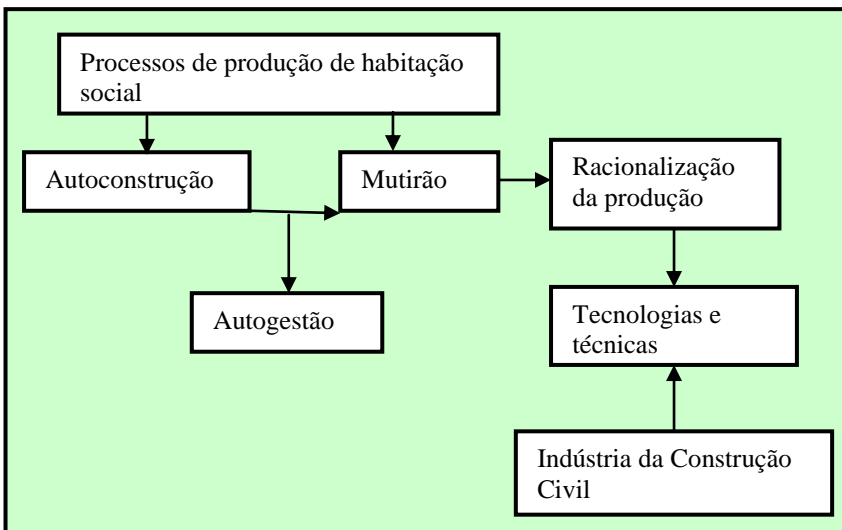 Processos de produção de habitação
social
Autoconstrução
Mutirão
Racionalização
da produção
Autogestão
Tecnologias e
técnicas
Indústria da Construção
Civil